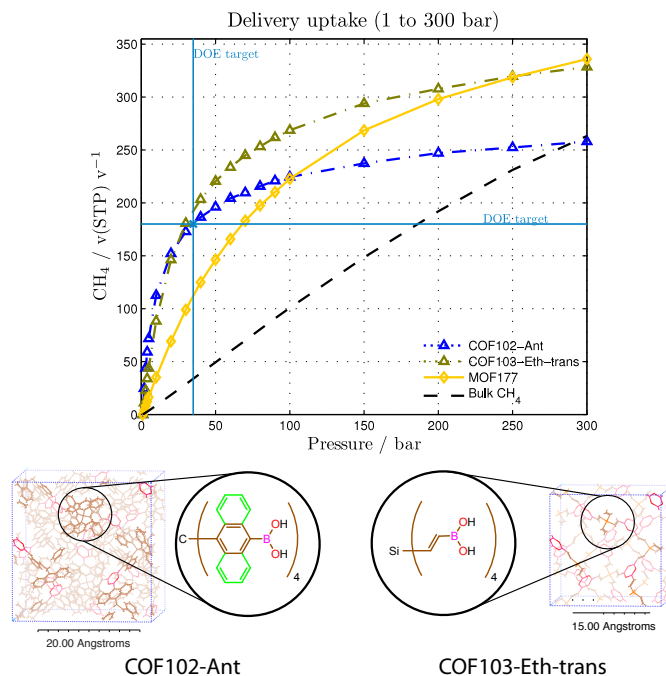 Delivery uptake (1 to 300 bar)
CH₄ / v(STP) v⁻¹
350
300
250
200
150
100
50
0
DOE target
DOE target
COF102−Ant
COF103−Eth−trans
MOF177
Bulk CH₄
0
50
100
150
200
250
300
Pressure / bar
C
B
OH
OH
4
Si
B
OH
OH
4
20.00 Angstroms
15.00 Angstroms
COF102-Ant
COF103-Eth-trans